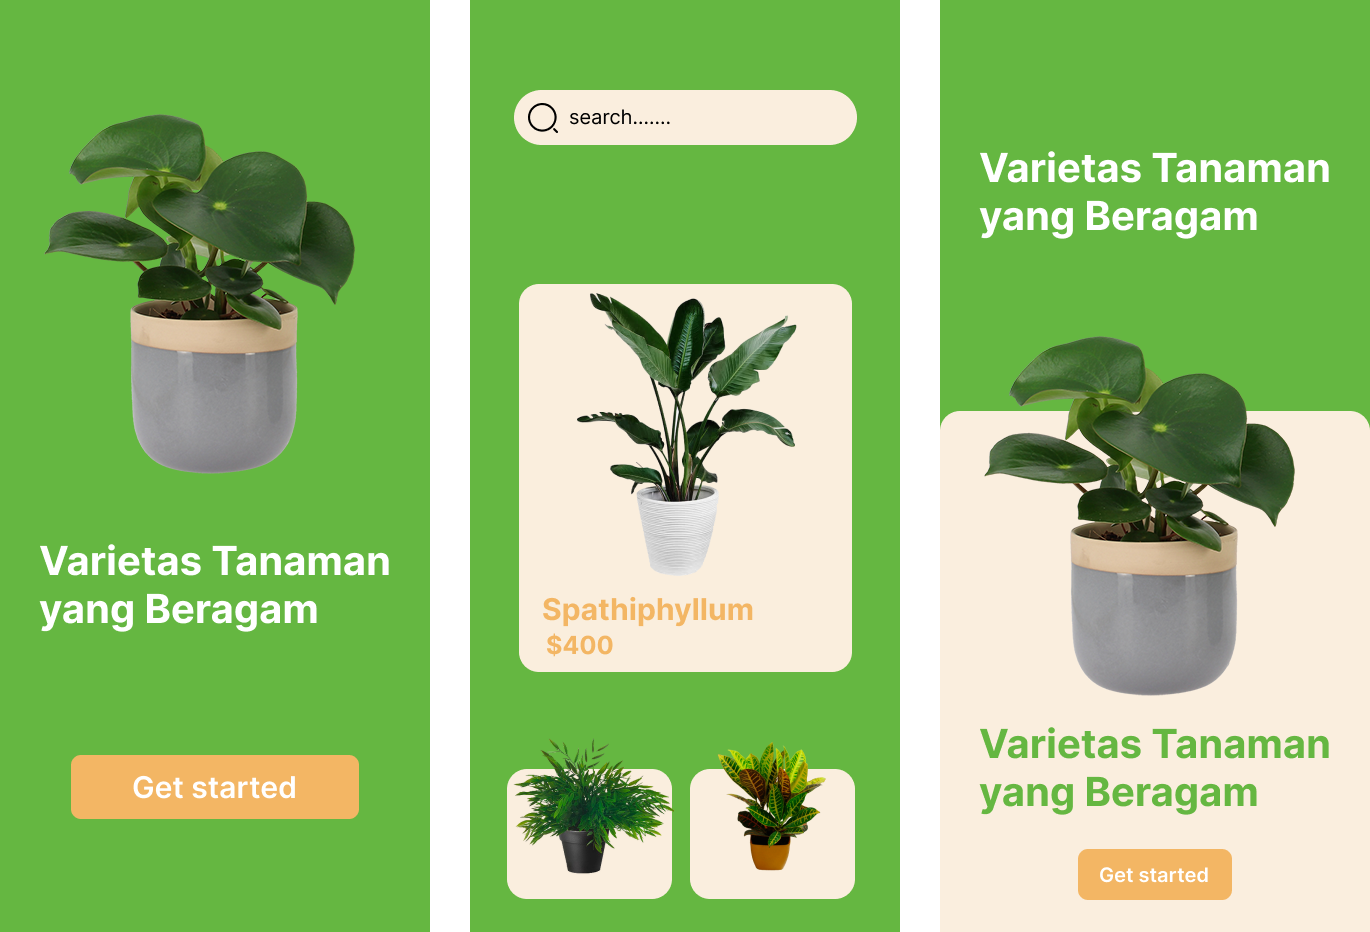 Varietas Tanaman
yang Beragam
Get started
search.......
Spathiphyllum
$400
Varietas Tanaman
yang Beragam
Varietas Tanaman
yang Beragam
Get started